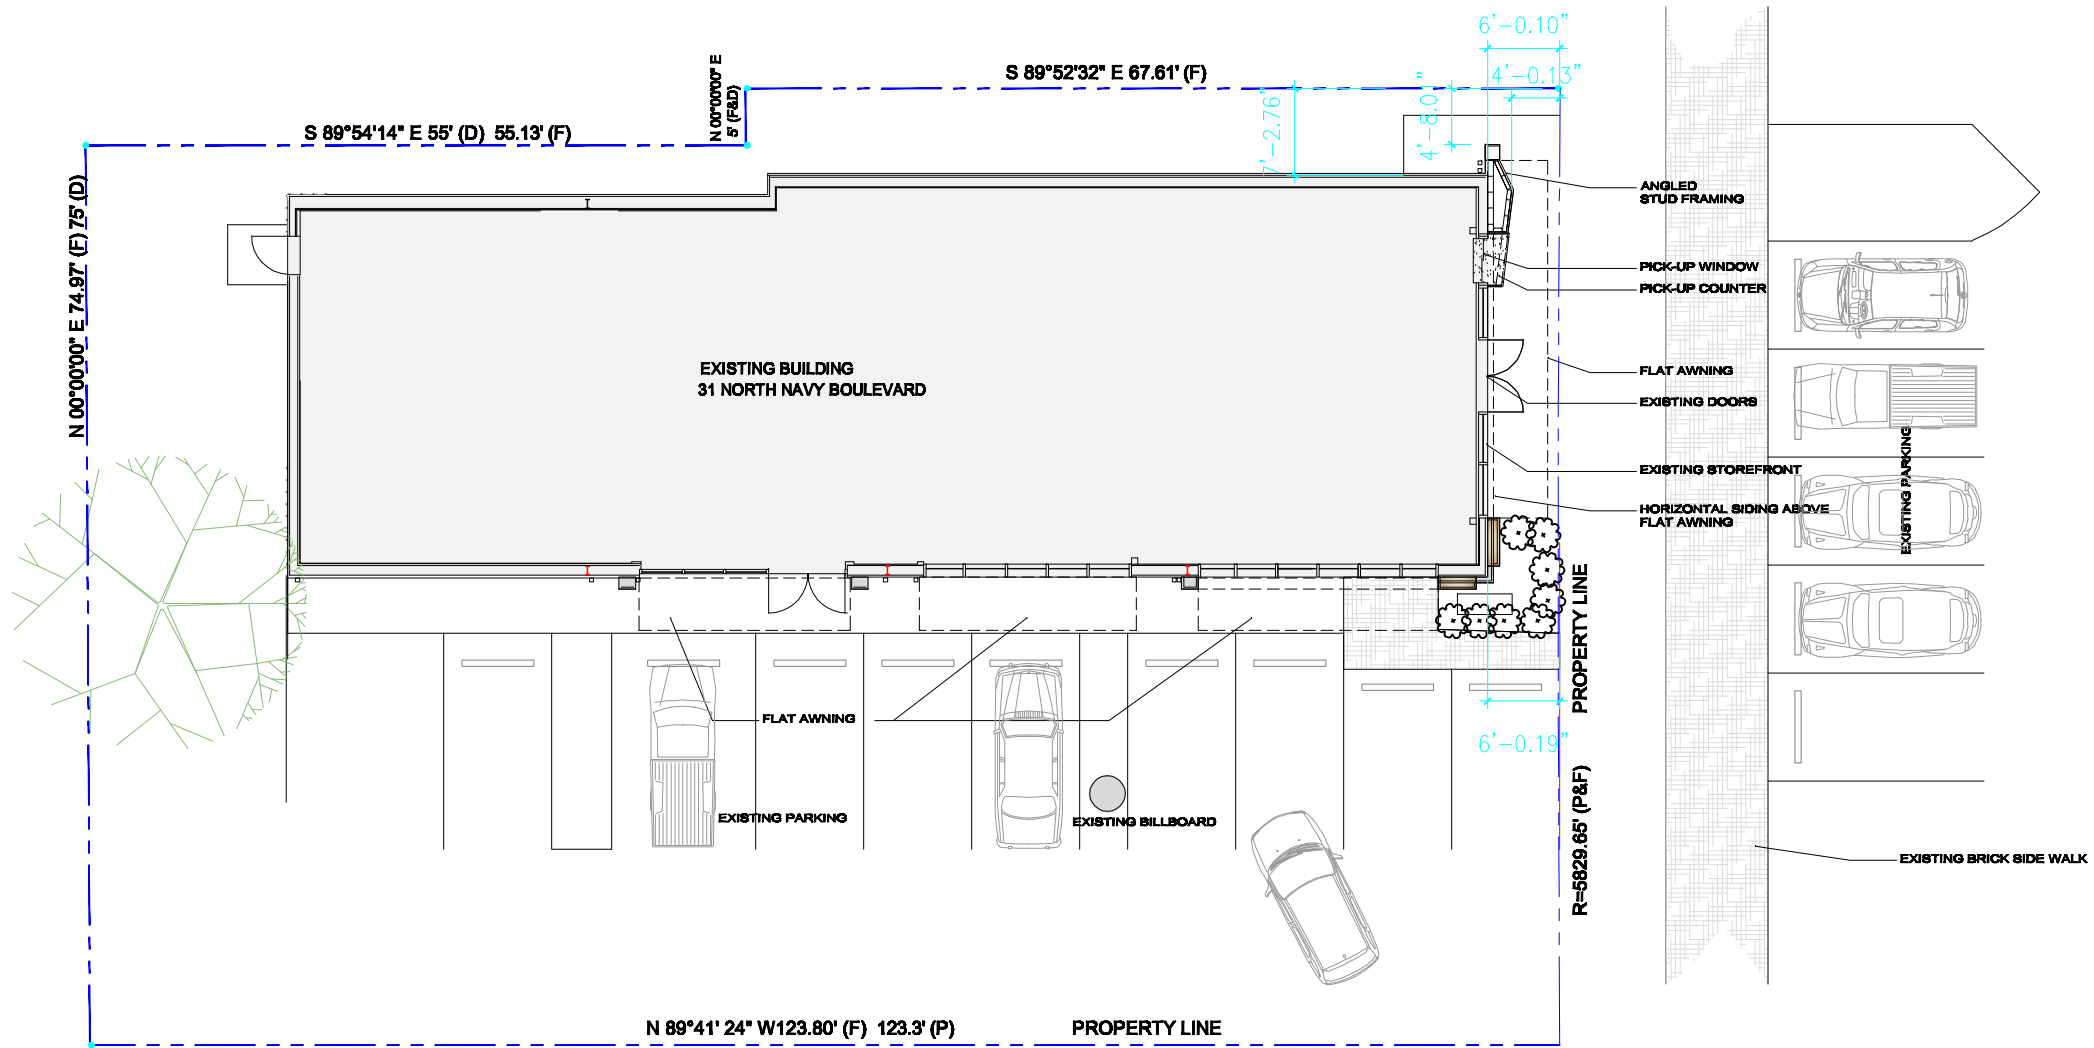 6'-0.10"
S 89°52'32" E 67.61' (F)
4'-0.13"
N 00°00'00" E
5' (F&D)
7'-2.76"
4'-8.01"
S 89°54'14" E 55' (D)  55.13' (F)
N 00°00'00" E 74.97' (F) 75' (D)
ANGLED
STUD FRAMING
PICK-UP WINDOW
PICK-UP COUNTER
EXISTING BUILDING
31 NORTH NAVY BOULEVARD
FLAT AWNING
EXISTING DOORS
EXISTING STOREFRONT
HORIZONTAL SIDING ABOVE
FLAT AWNING
EXISTING PARKING
PROPERTY LINE
FLAT AWNING
6'-0.19"
EXISTING PARKING
EXISTING BILLBOARD
R=5829.65' (P&F)
EXISTING BRICK SIDE WALK
N 89°41' 24" W123.80' (F)  123.3' (P)
PROPERTY LINE